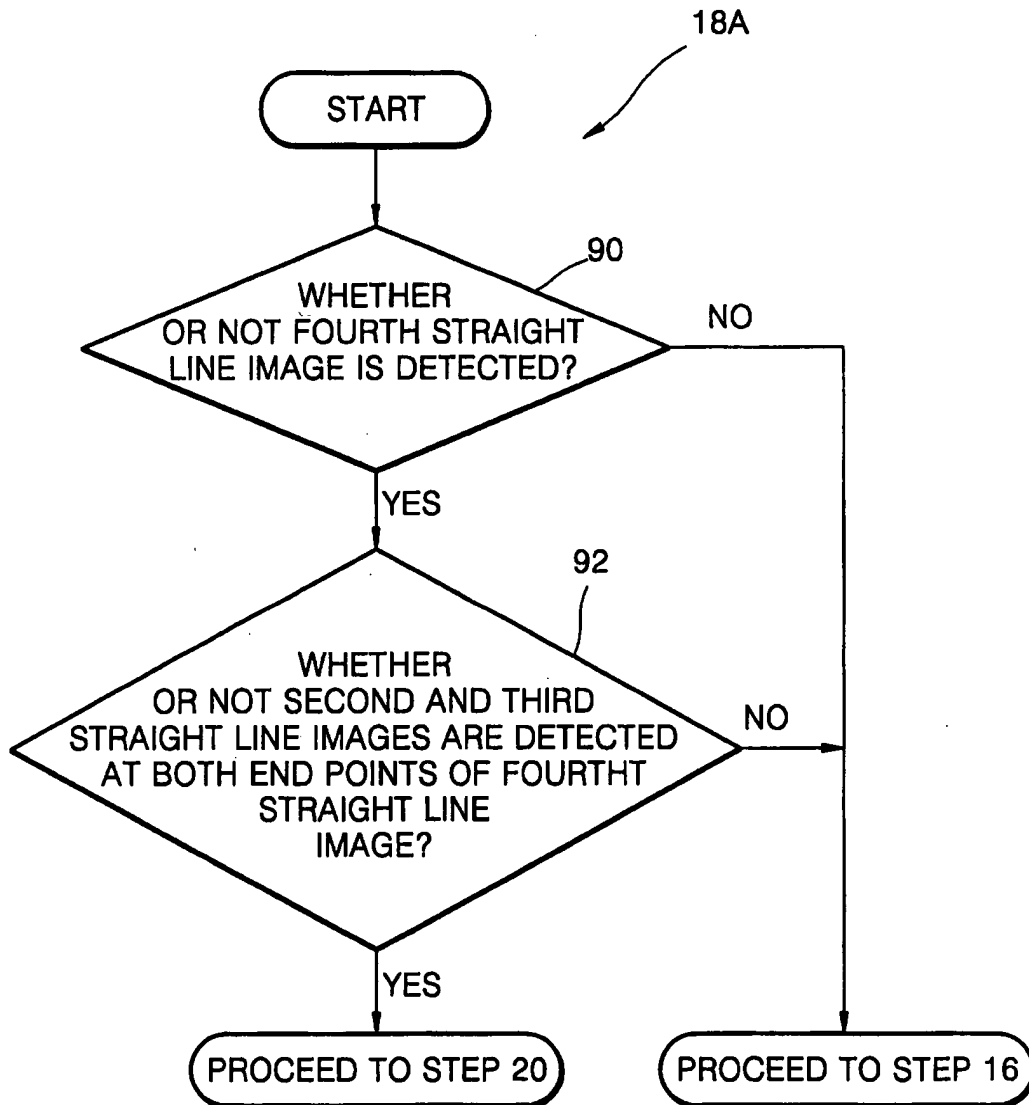 18A
START
90
WHETHER
OR NOT FOURTH STRAIGHT
LINE IMAGE IS DETECTED?
NO
YES
92
WHETHER
OR NOT SECOND AND THIRD
STRAIGHT LINE IMAGES ARE DETECTED
AT BOTH END POINTS OF FOURTHT
STRAIGHT LINE
IMAGE?
NO
YES
PROCEED TO STEP 20
PROCEED TO STEP 16